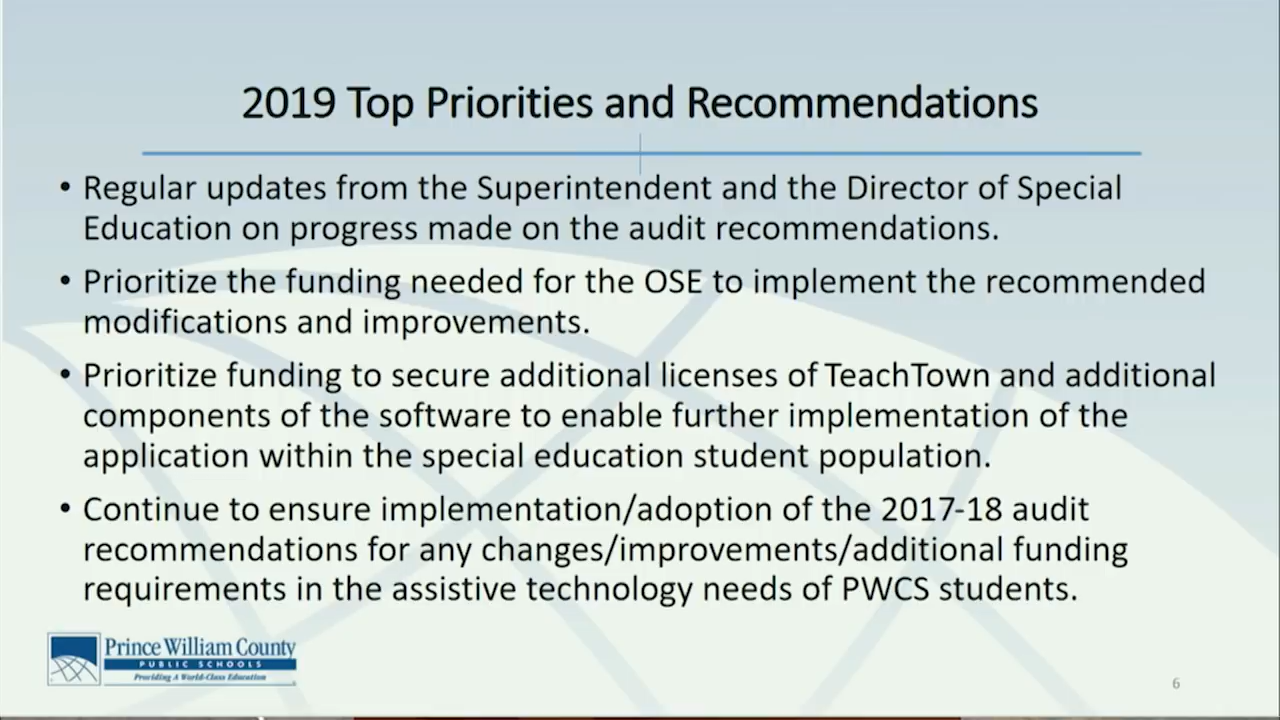 2019 Top Priorities and Recommendations
• Regular updates from the Superintendent and the Director of Special
Education on progress made on the audit recommendations.
• Prioritize the funding needed for the OSE to implement the recommended
modifications and improvements.
• Prioritize funding to secure additional licenses of TeachTown and additional
components of the software to enable further implementation of the
application within the special education student population.
• Continue to ensure implementation/adoption of the 2017-18 audit
recommendations for any changes/improvements/additional funding
requirements in the assistive technology needs of PWCS students.
Prince William County
PUBLIC SCHOOLS
Providing A World-Class Education
6